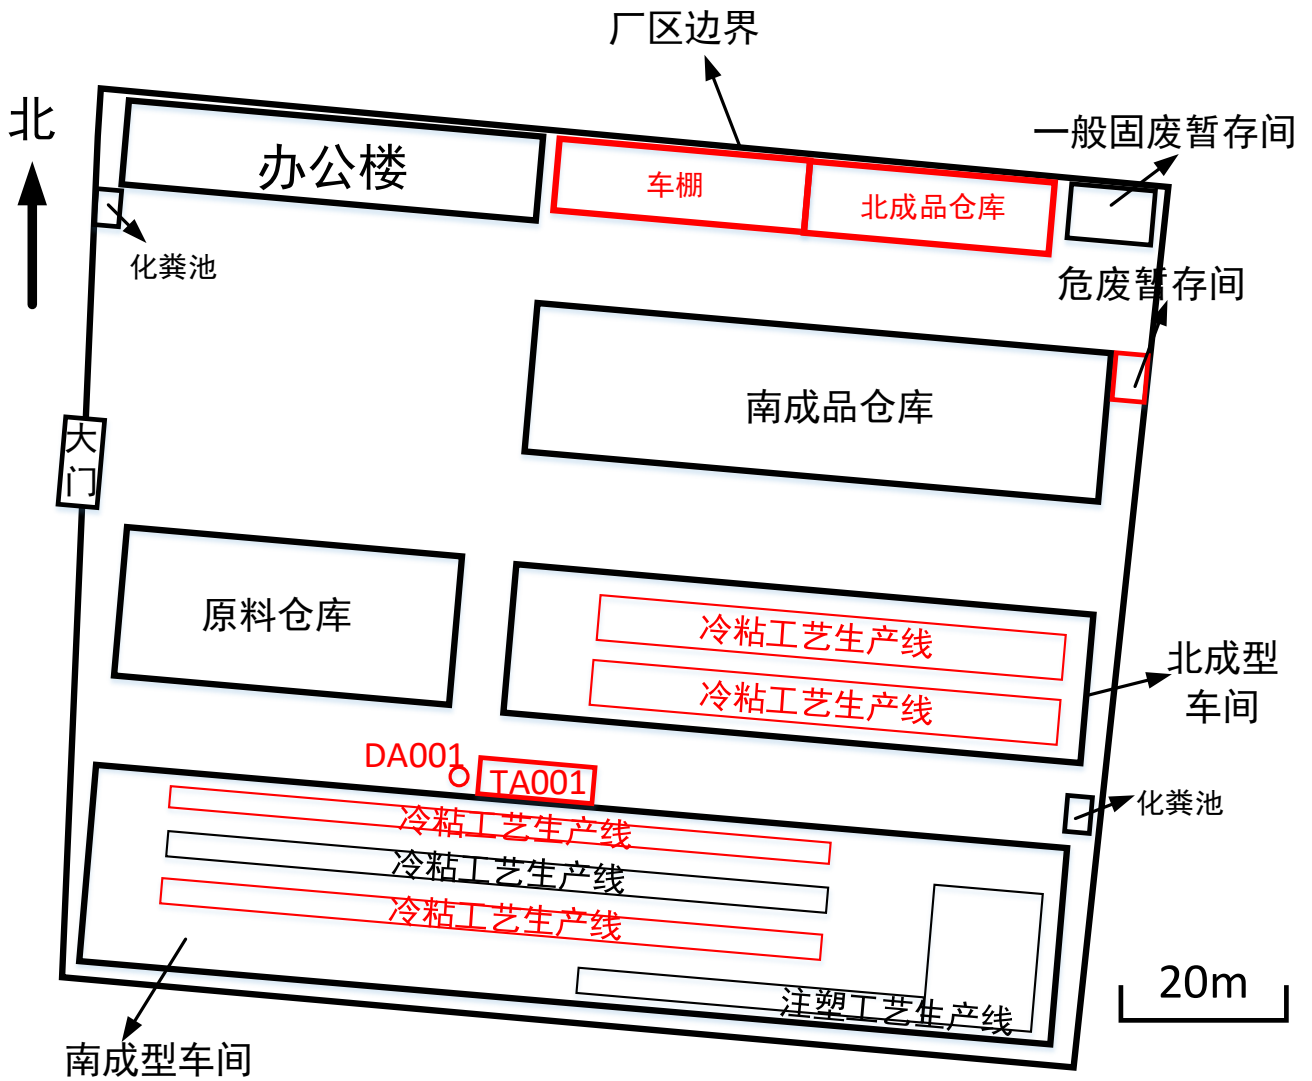 厂区边界
北
一般固废暂存间
办公楼
车棚
北成品仓库
化粪池
危废暂存间
南成品仓库
大
门
原料仓库
冷粘工艺生产线
冷粘工艺生产线
北成型
车间
DA001
TA001
化粪池
冷粘工艺生产线
冷粘工艺生产线
冷粘工艺生产线
注塑工艺生产线
20m
南成型车间